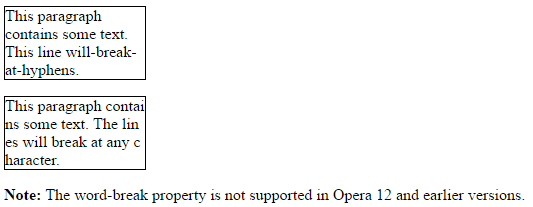 This paragraph
contains some text.
This line will-break-
at-hyphens.
This paragraph contai
ns some text. The lin
es will break at any c
haracter.
Note: The word-break property is not supported in Opera 12 and earlier versions.